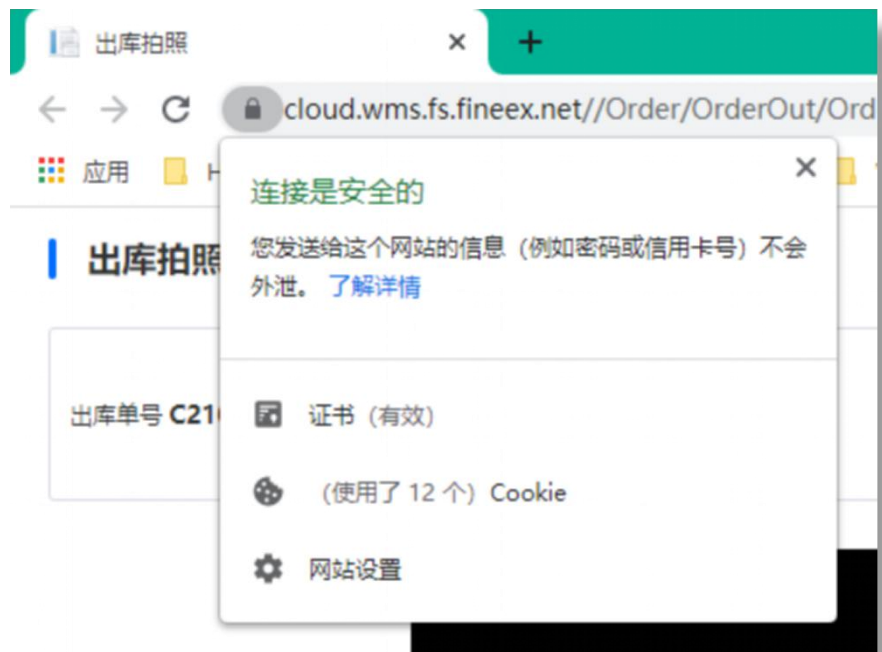 出库拍照
cloud.wms.fs.fineex.net//Order/OrderOut/Ord
应用
H
连接是安全的
您发送给这个网站的信息（例如密码或信用卡号）不会
外泄。 了解详情
出库拍照
出库单号 C210
证书（有效）
（使用了 12 个）Cookie
网站设置